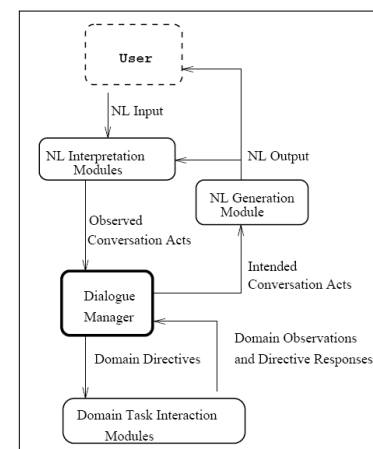 User
NL Input
NL Interpretation
Modules
NL Output
NL Generation
Module
Observed
Conversation Acts
Intended
Conversation Acts
Dialogue
Manager
Domain Observations
and Directive Responses
Domain Directives
Domain Task Interaction
Modules